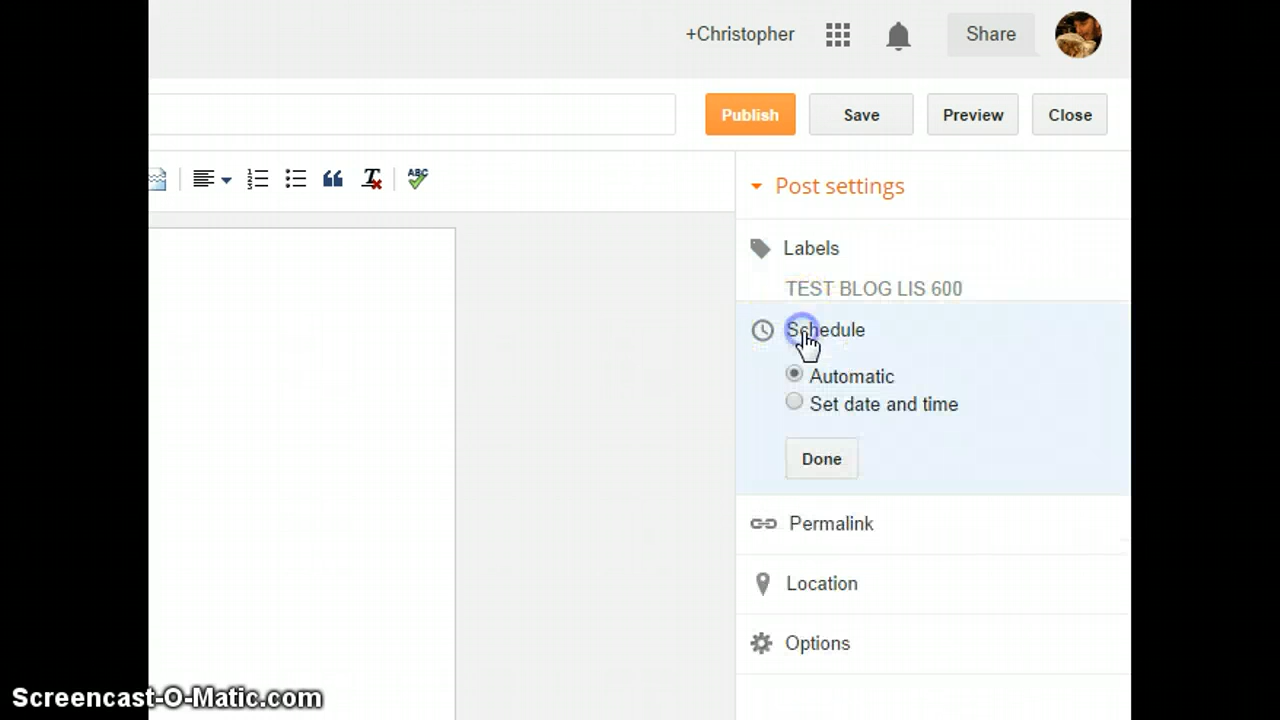 +Christopher
Share
Publish
Save
Preview
Close
ABC
Post settings
Labels
TEST BLOG LIS 600
Schedule
Automatic
Set date and time
Done
Permalink
Location
Options
Screencast-O-Matic.com